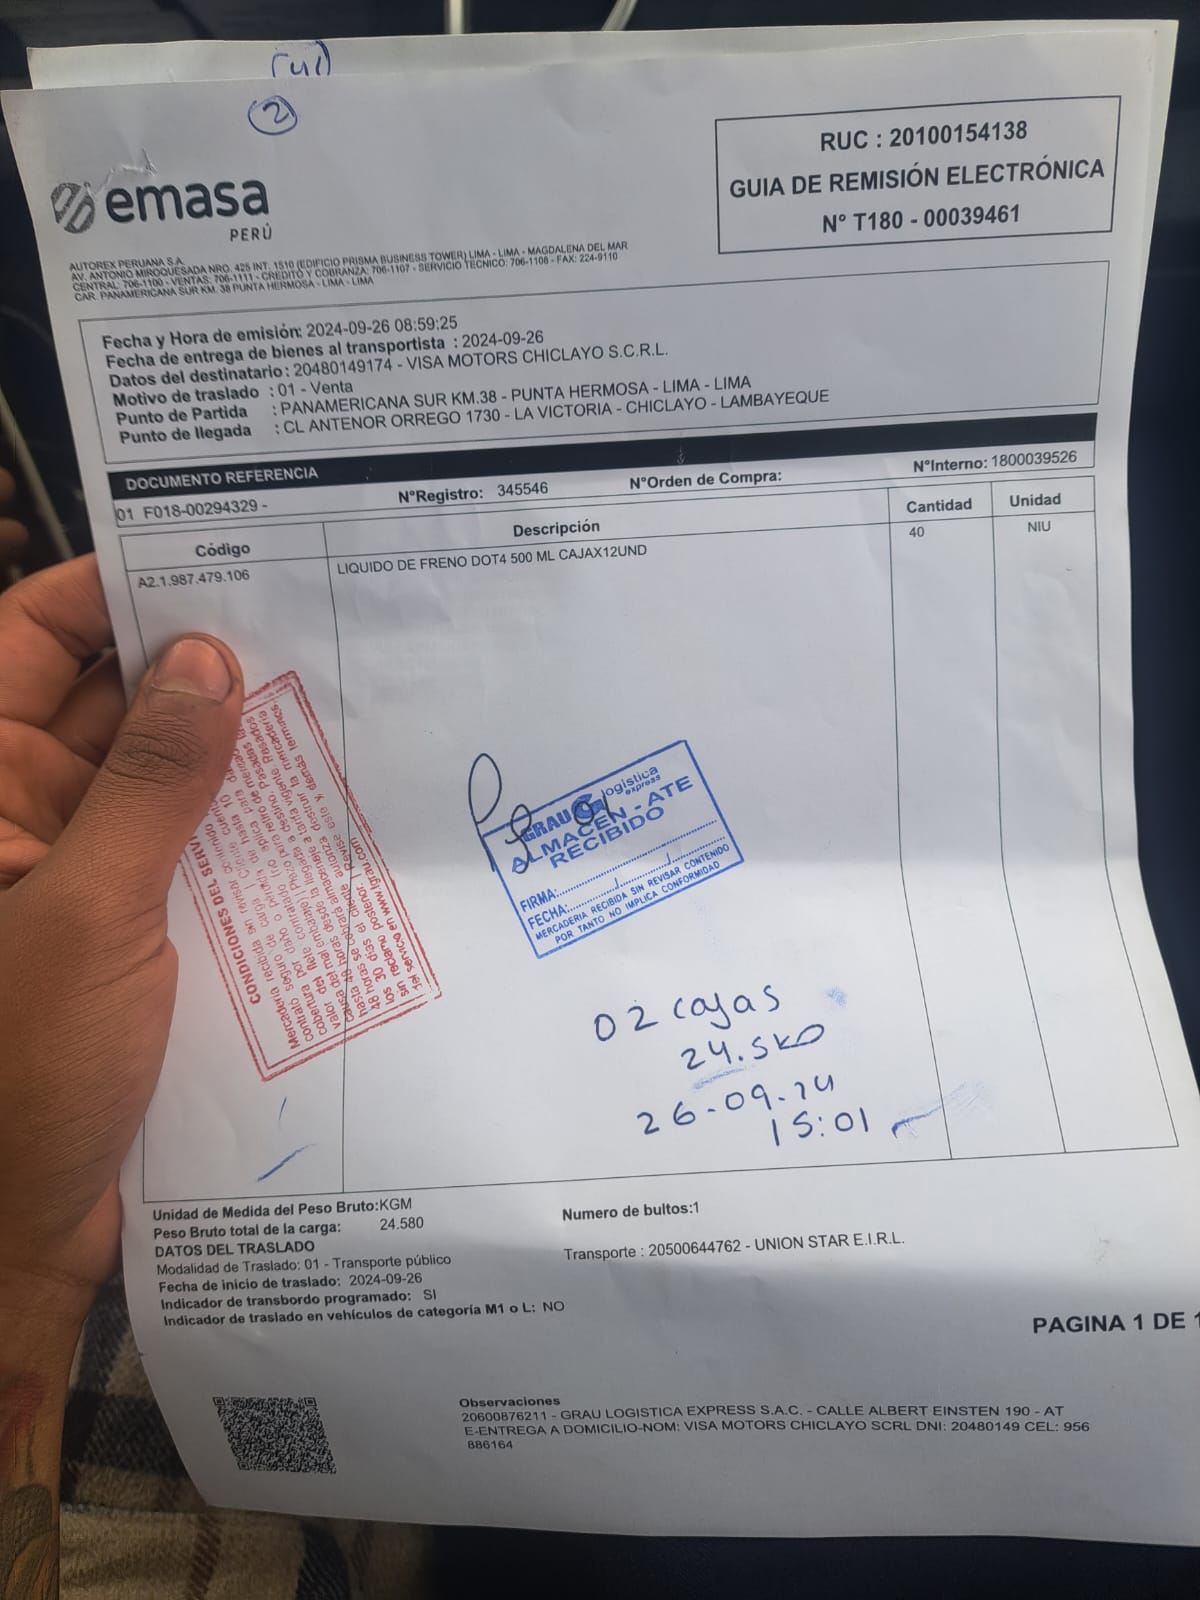 2
emasa
PERÚ
RUC : 20100154138
GUIA DE REMISIÓN ELECTRÓNICA
N° T180 - 00039461
AUTOREX PERUANA S.A.
AV. ANTONIO MIROQUESADA NRO. 425 INT. 1510 (EDIFICIO PRISMA BUSINESS TOWER) LIMA - LIMA - MAGDALENA DEL MAR
CENTRAL: 706-1100 - VENTAS: 706-1111 - CREDITO Y COBRANZA: 706-1107 - SERVICIO TECNICO: 706-1108 - FAX: 224-9110
CAR. PANAMERICANA SUR KM. 38 PUNTA HERMOSA - LIMA - LIMA
Fecha y Hora de emisión: 2024-09-26 08:59:25
Fecha de entrega de bienes al transportista : 2024-09-26
Datos del destinatario : 20480149174 - VISA MOTORS CHICLAYO S.C.R.L.
Motivo de traslado : 01 - Venta
Punto de Partida : PANAMERICANA SUR KM.38 - PUNTA HERMOSA - LIMA - LIMA
Punto de llegada : CL ANTENOR ORREGO 1730 - LA VICTORIA - CHICLAYO - LAMBAYEQUE
DOCUMENTO REFERENCIA
01 F018-00294329 - N°Registro: 345546 N°Orden de Compra: N°Interno: 1800039526
Código Descripción Cantidad Unidad
A2.1.987.479.106 LIQUIDO DE FRENO DOT4 500 ML CAJAX12UND 40 NIU
CONDICIONES DEL SERV
Mercadería recibida sin revisar contenido
GRAU logística express
ALMACEN - ATE
RECIBIDO
FIRMA:
FECHA:
MERCADERIA RECIBIDA SIN REVISAR CONTENIDO
POR TANTO NO IMPLICA CONFORMIDAD
02 cajas
24.5KO
26-09.24
15:01
Unidad de Medida del Peso Bruto:KGM
Peso Bruto total de la carga: 24.580
Numero de bultos:1
DATOS DEL TRASLADO
Modalidad de Traslado: 01 - Transporte público
Transporte : 20500644762 - UNION STAR E.I.R.L.
Fecha de inicio de traslado: 2024-09-26
Indicador de transbordo programado: SI
Indicador de traslado en vehículos de categoría M1 o L: NO
PAGINA 1 DE 1
Observaciones
20600876211 - GRAU LOGISTICA EXPRESS S.A.C. - CALLE ALBERT EINSTEN 190 - AT
E-ENTREGA A DOMICILIO-NOM: VISA MOTORS CHICLAYO SCRL DNI: 20480149 CEL: 956
886164